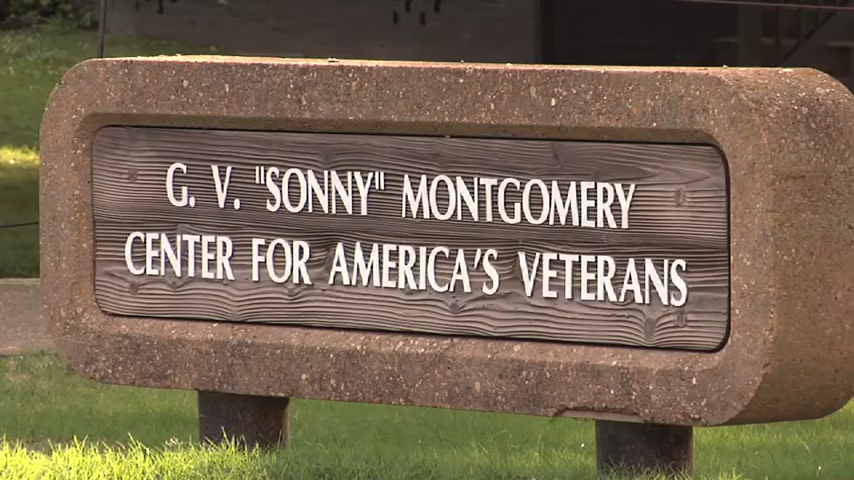 G. V. "SONNY" MONTGOMERY
CENTER FOR AMERICA'S VETERANS